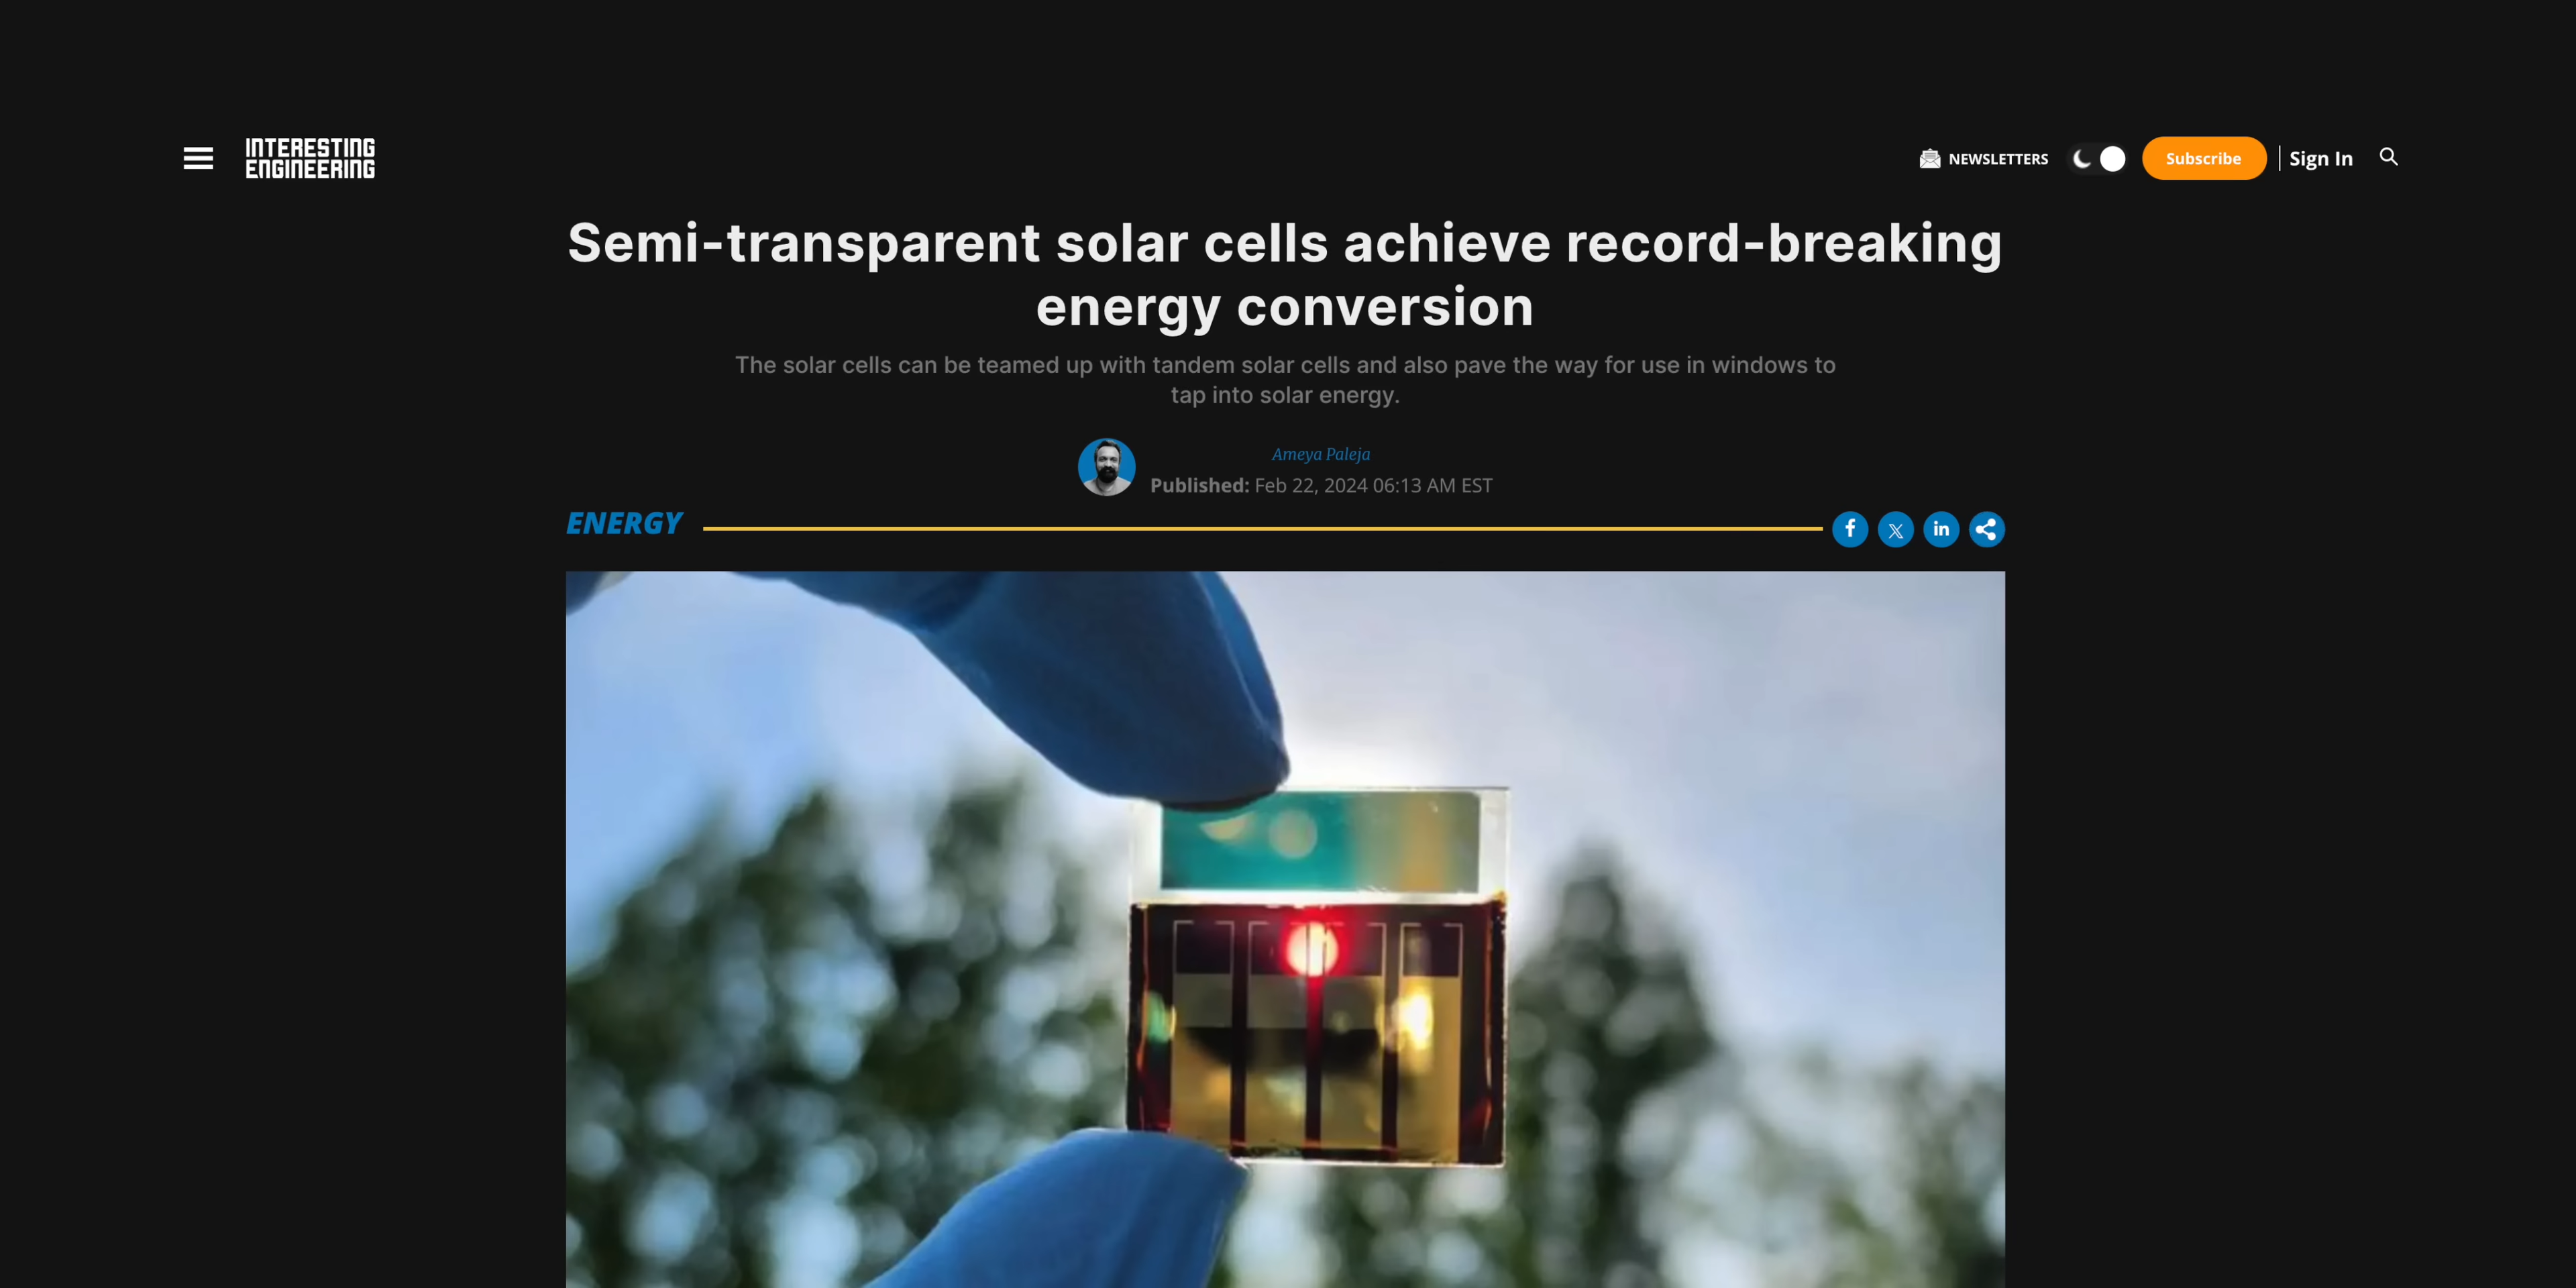 INTERESTING
ENGINEERING
NEWSLETTERS
Subscribe
Sign In
Semi-transparent solar cells achieve record-breaking
energy conversion
The solar cells can be teamed up with tandem solar cells and also pave the way for use in windows to
tap into solar energy.
Ameya Paleja
Published: Feb 22, 2024 06:13 AM EST
ENERGY